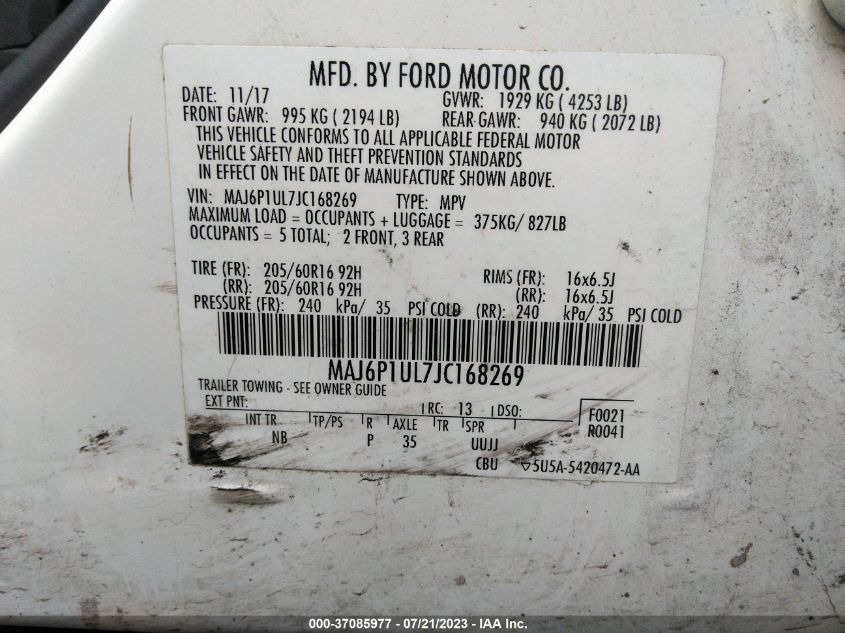 MFD. BY FORD MOTOR CO.
DATE: 11/17 GVWR: 1929 KG ( 4253 LB)
FRONT GAWR: 995 KG ( 2194 LB) REAR GAWR: 940 KG ( 2072 LB)
THIS VEHICLE CONFORMS TO ALL APPLICABLE FEDERAL MOTOR
VEHICLE SAFETY AND THEFT PREVENTION STANDARDS
IN EFFECT ON THE DATE OF MANUFACTURE SHOWN ABOVE.
VIN: MAJ6P1UL7JC168269 TYPE: MPV
MAXIMUM LOAD = OCCUPANTS + LUGGAGE = 375KG/ 827LB
OCCUPANTS = 5 TOTAL; 2 FRONT, 3 REAR
TIRE (FR): 205/60R16 92H RIMS (FR): 16x6.5J
(RR): 205/60R16 92H (RR): 16x6.5J
PRESSURE (FR): 240 kPa/ 35 PSI COLD (RR): 240 kPa/ 35 PSI COLD
MAJ6P1UL7JC168269
TRAILER TOWING - SEE OWNER GUIDE
EXT PNT: RC: 13 DSO: F0021
INT TR TP/PS R AXLE TR SPR R0041
NB P 35 UUJJ
CBU 5U5A-5420472-AA
000-37085977 - 07/21/2023 - IAA Inc.